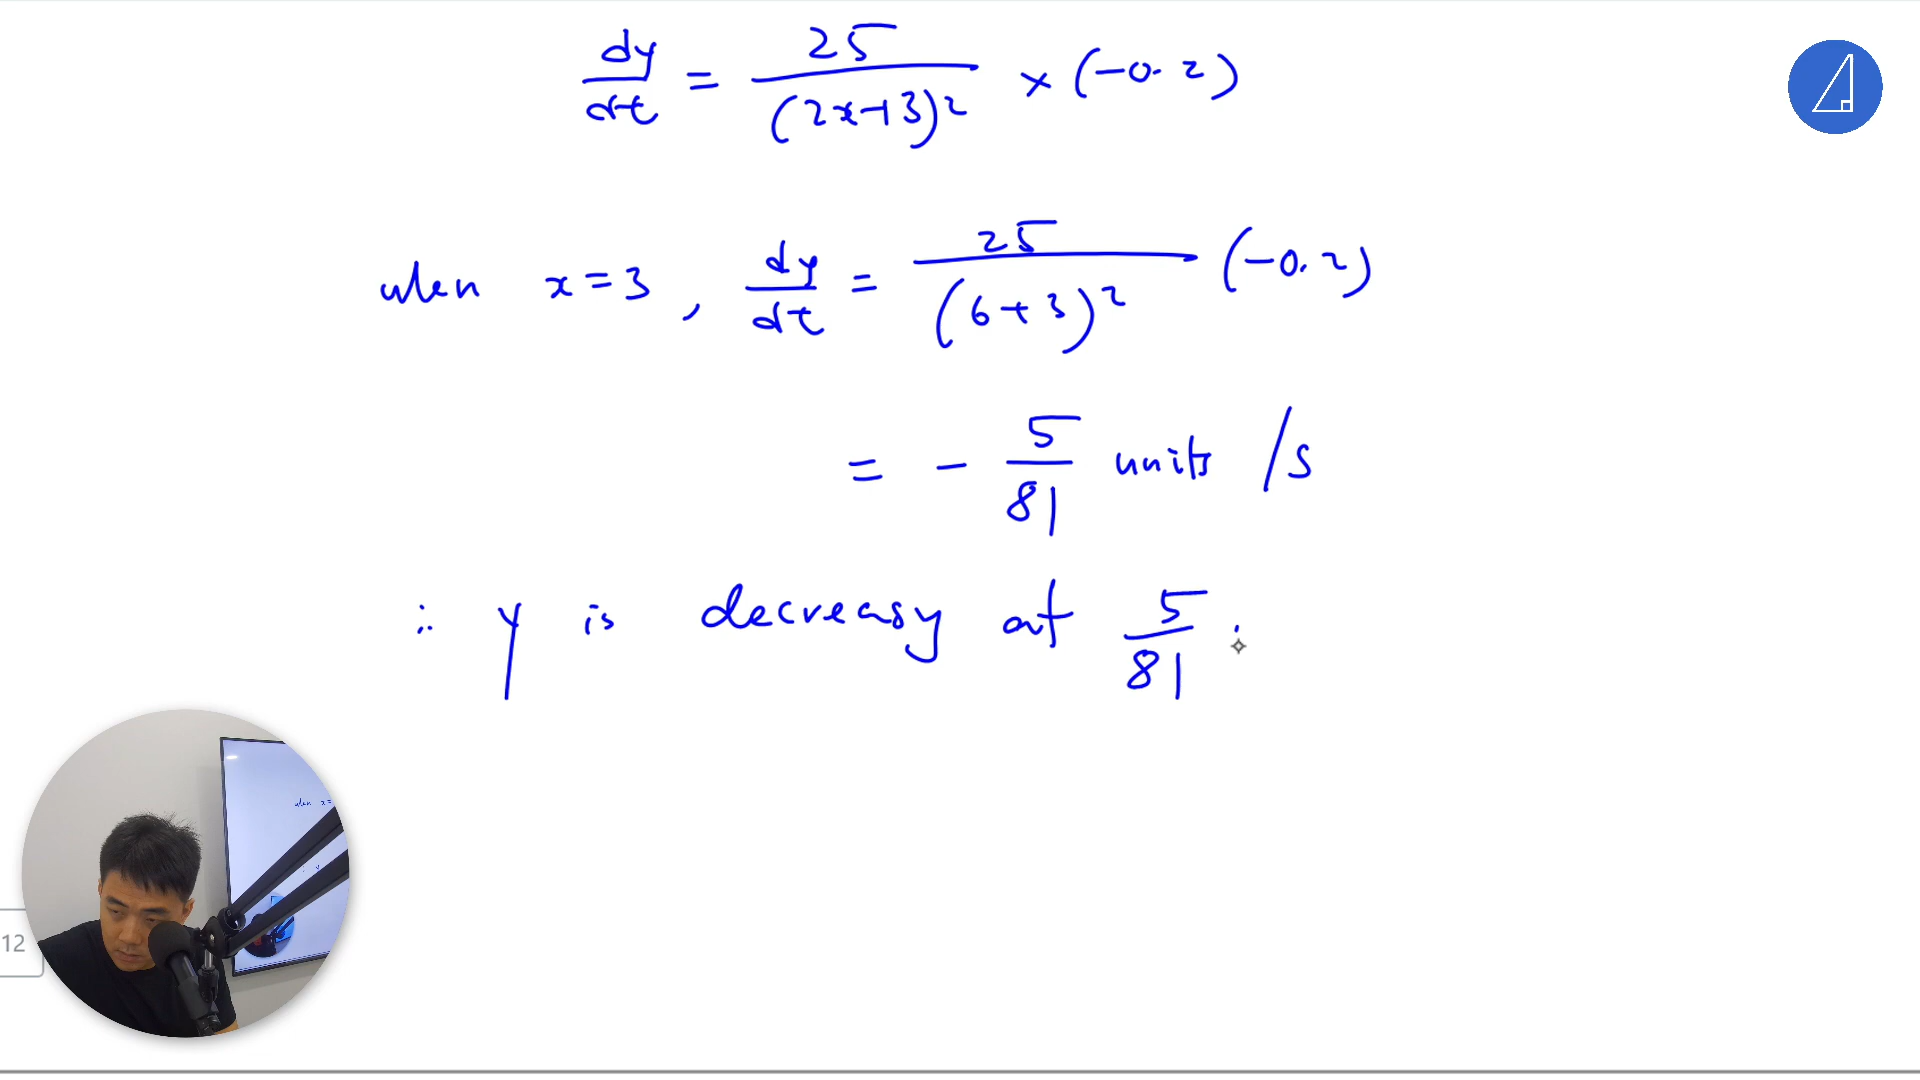 dy/dt = 25/(2x+3)² × (-0.2)
when x=3, dy/dt = 25/(6+3)² (-0.2)
= - 5/81 units /s
∴ y is decreasy at 5/81
12